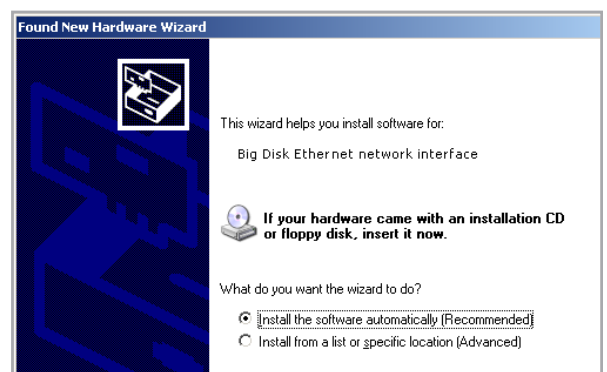 Found New Hardware Wizard
This wizard helps you install software for:
Big Disk Ethernet network interface
If your hardware came with an installation CD
or floppy disk, insert it now.
What do you want the wizard to do?
Install the software automatically (Recommended)
Install from a list or specific location (Advanced)